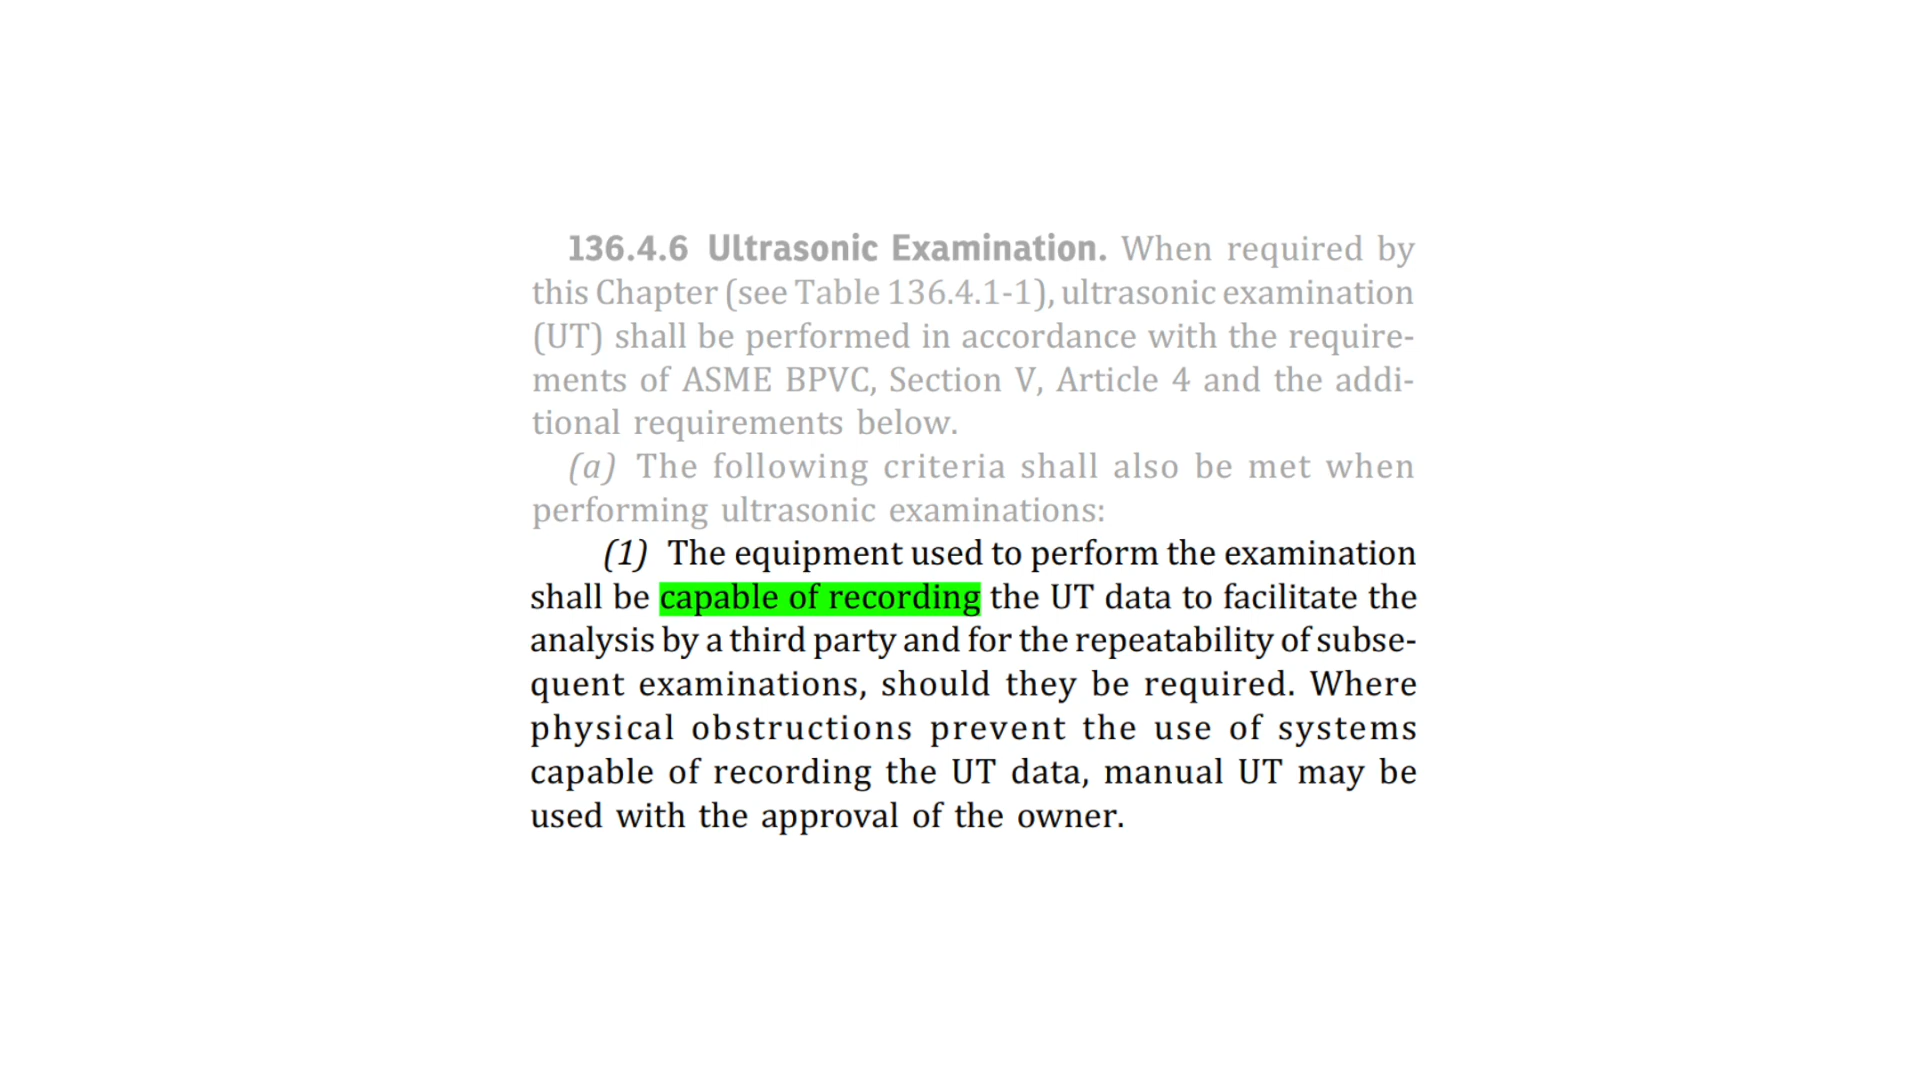 136.4.6 Ultrasonic Examination. When required by
this Chapter (see Table 136.4.1-1), ultrasonic examination
(UT) shall be performed in accordance with the require-
ments of ASME BPVC, Section V, Article 4 and the addi-
tional requirements below.
(a) The following criteria shall also be met when
performing ultrasonic examinations:
(1) The equipment used to perform the examination
shall be capable of recording the UT data to facilitate the
analysis by a third party and for the repeatability of subse-
quent examinations, should they be required. Where
physical obstructions prevent the use of systems
capable of recording the UT data, manual UT may be
used with the approval of the owner.